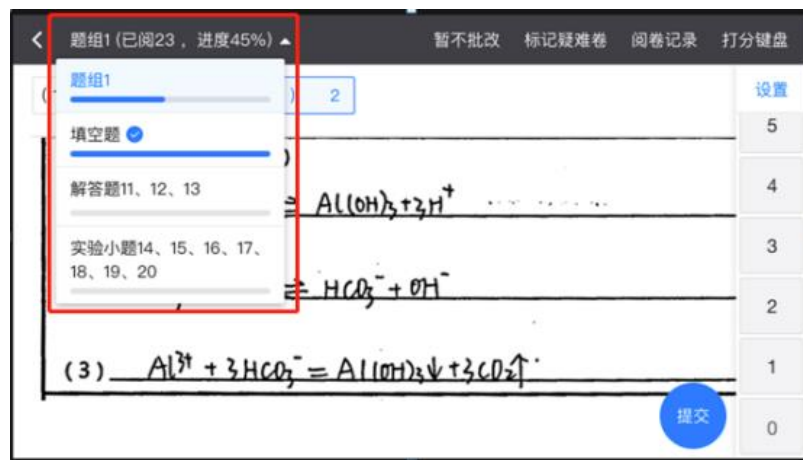 题组1 (已阅23 ，进度45%) 暂不批改 标记疑难卷 阅卷记录 打分键盘
题组1
( ) 2 设置
填空题
5
)
解答题11、12、13
⇌ Al(OH)₃+3H⁺
4
实验小题14、15、16、17、
18、19、20
3
⇌ HCO₃⁻+OH⁻
2
(3) Al³⁺+3HCO₃⁻=Al(OH)₃↓+3CO₂↑
1
提交
0